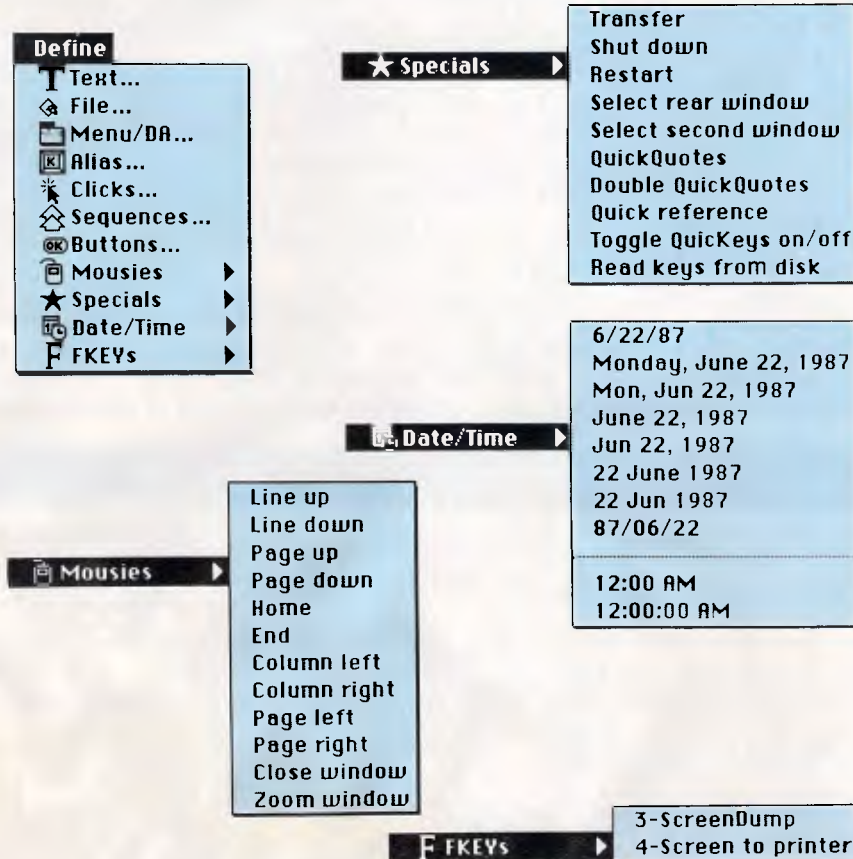 Define
Text...
File...
Menu/DA...
Alias...
Clicks...
Sequences...
Buttons...
Mousies
Specials
Date/Time
FKEYs
Specials
Transfer
Shut down
Restart
Select rear window
Select second window
QuickQuotes
Double QuickQuotes
Quick reference
Toggle QuicKeys on/off
Read keys from disk
Date/Time
6/22/87
Monday, June 22, 1987
Mon, Jun 22, 1987
June 22, 1987
Jun 22, 1987
22 June 1987
22 Jun 1987
87/06/22
12:00 AM
12:00:00 AM
Mousies
Line up
Line down
Page up
Page down
Home
End
Column left
Column right
Page left
Page right
Close window
Zoom window
FKEYs
3-ScreenDump
4-Screen to printer